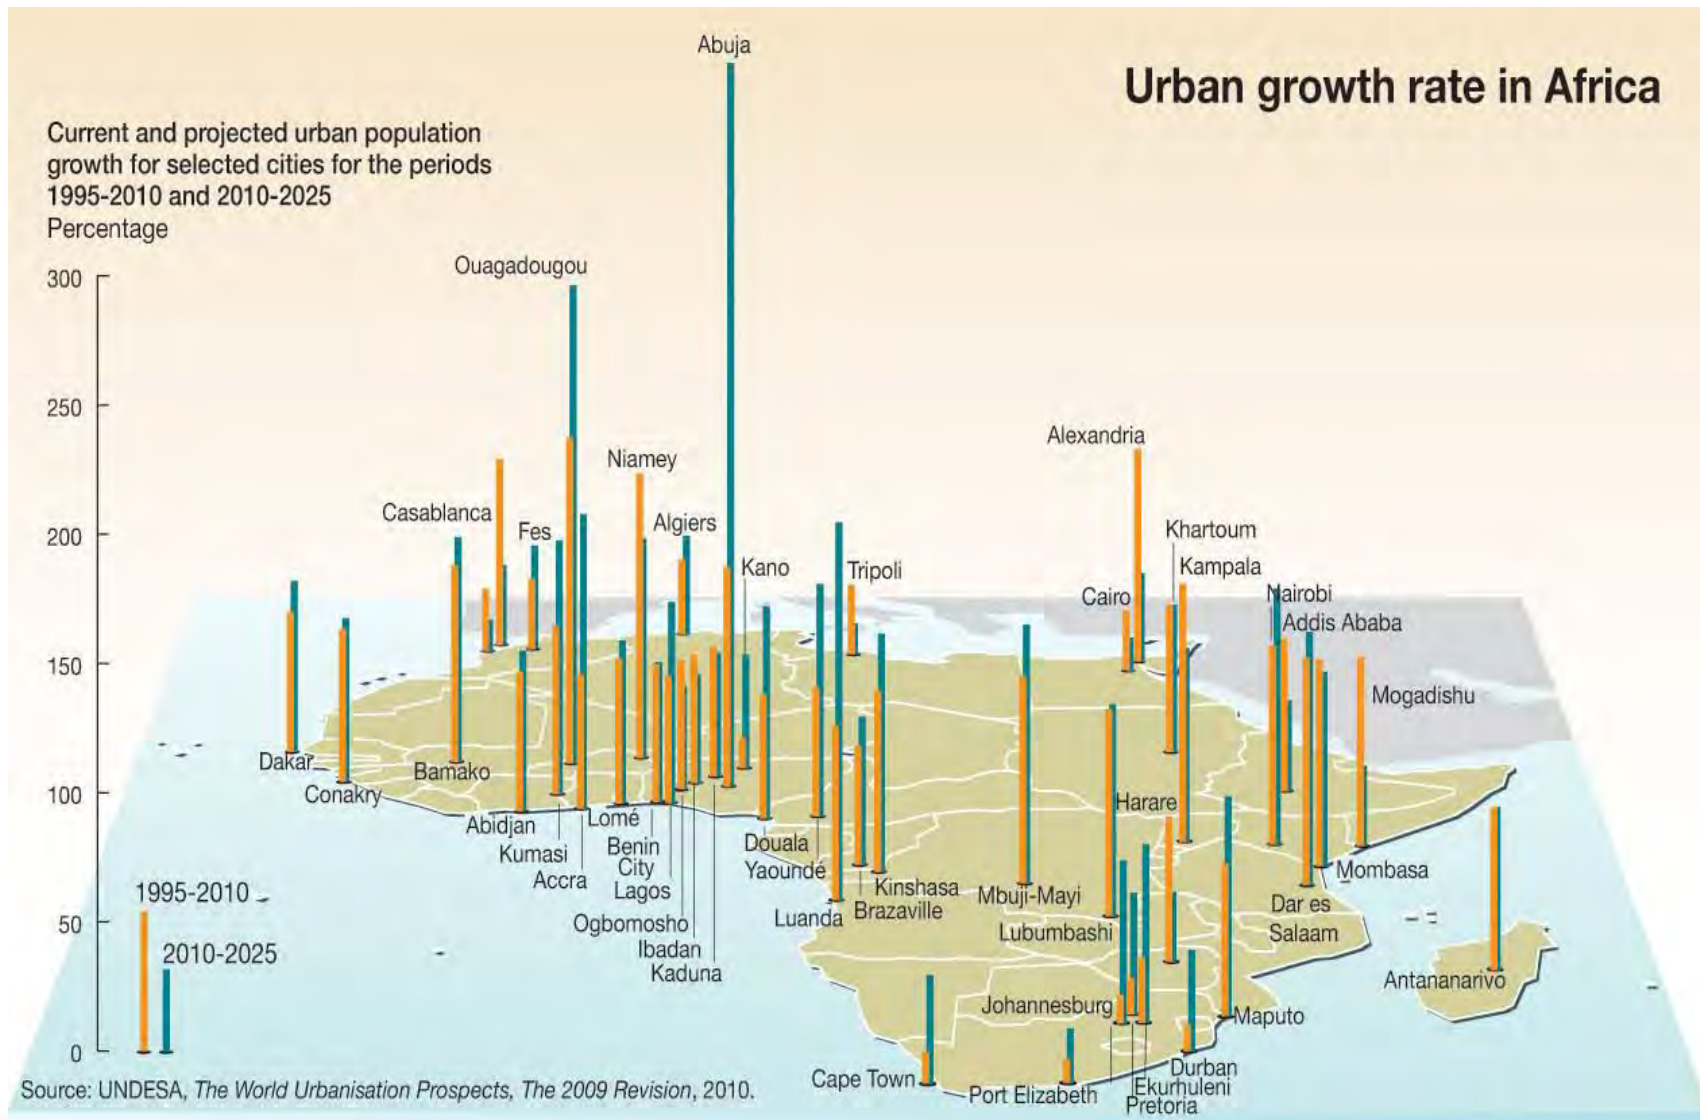 Urban growth rate in Africa
Current and projected urban population
growth for selected cities for the periods
1995-2010 and 2010-2025
Percentage
300
250
200
150
100
50
0
1995-2010
2010-2025
Abuja
Ouagadougou
Niamey
Casablanca
Fes
Algiers
Kano
Tripoli
Alexandria
Khartoum
Kampala
Cairo
Nairobi
Addis Ababa
Mogadishu
Dakar
Conakry
Bamako
Abidjan
Kumasi
Accra
Lomé
Benin
City
Lagos
Ogbomosho
Ibadan
Kaduna
Douala
Yaoundé
Luanda
Kinshasa
Brazaville
Mbuji-Mayi
Lubumbashi
Harare
Mombasa
Dar es
Salaam
Antananarivo
Johannesburg
Maputo
Cape Town
Port Elizabeth
Durban
Ekurhuleni
Pretoria
Source: UNDESA, The World Urbanisation Prospects, The 2009 Revision, 2010.